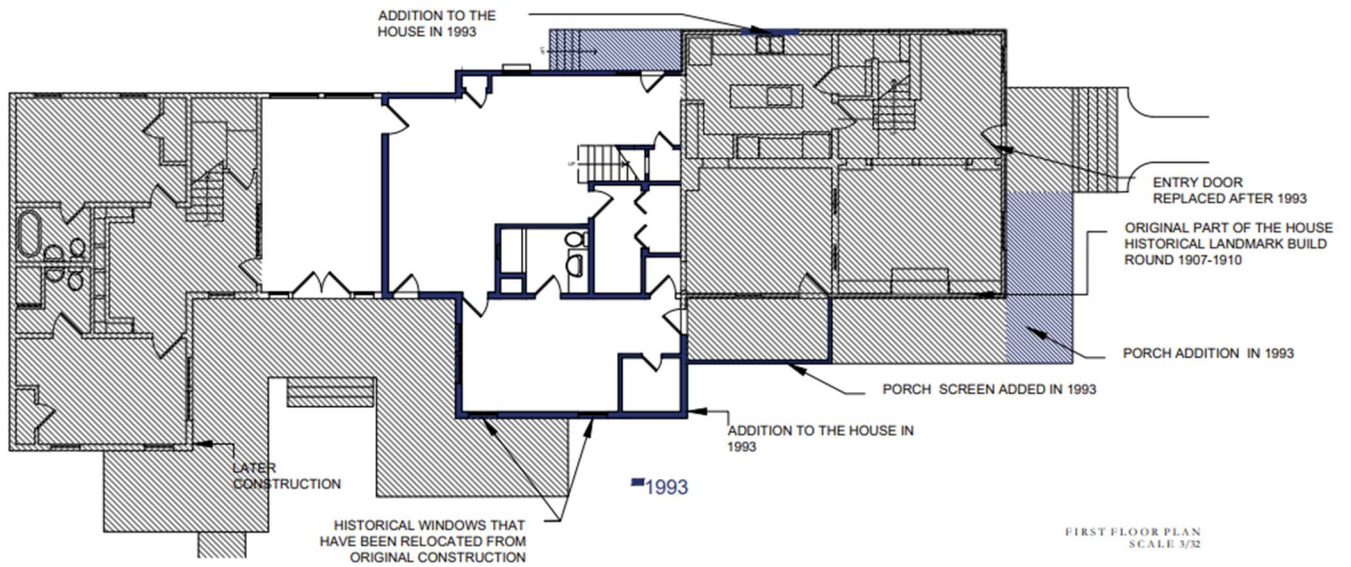 ADDITION TO THE
HOUSE IN 1993
UP
ENTRY DOOR
REPLACED AFTER 1993
ORIGINAL PART OF THE HOUSE
HISTORICAL LANDMARK BUILD
ROUND 1907-1910
PORCH ADDITION IN 1993
PORCH SCREEN ADDED IN 1993
ADDITION TO THE HOUSE IN
1993
LATER
CONSTRUCTION
1993
HISTORICAL WINDOWS THAT
HAVE BEEN RELOCATED FROM
ORIGINAL CONSTRUCTION
FIRST FLOOR PLAN
SCALE 3/32